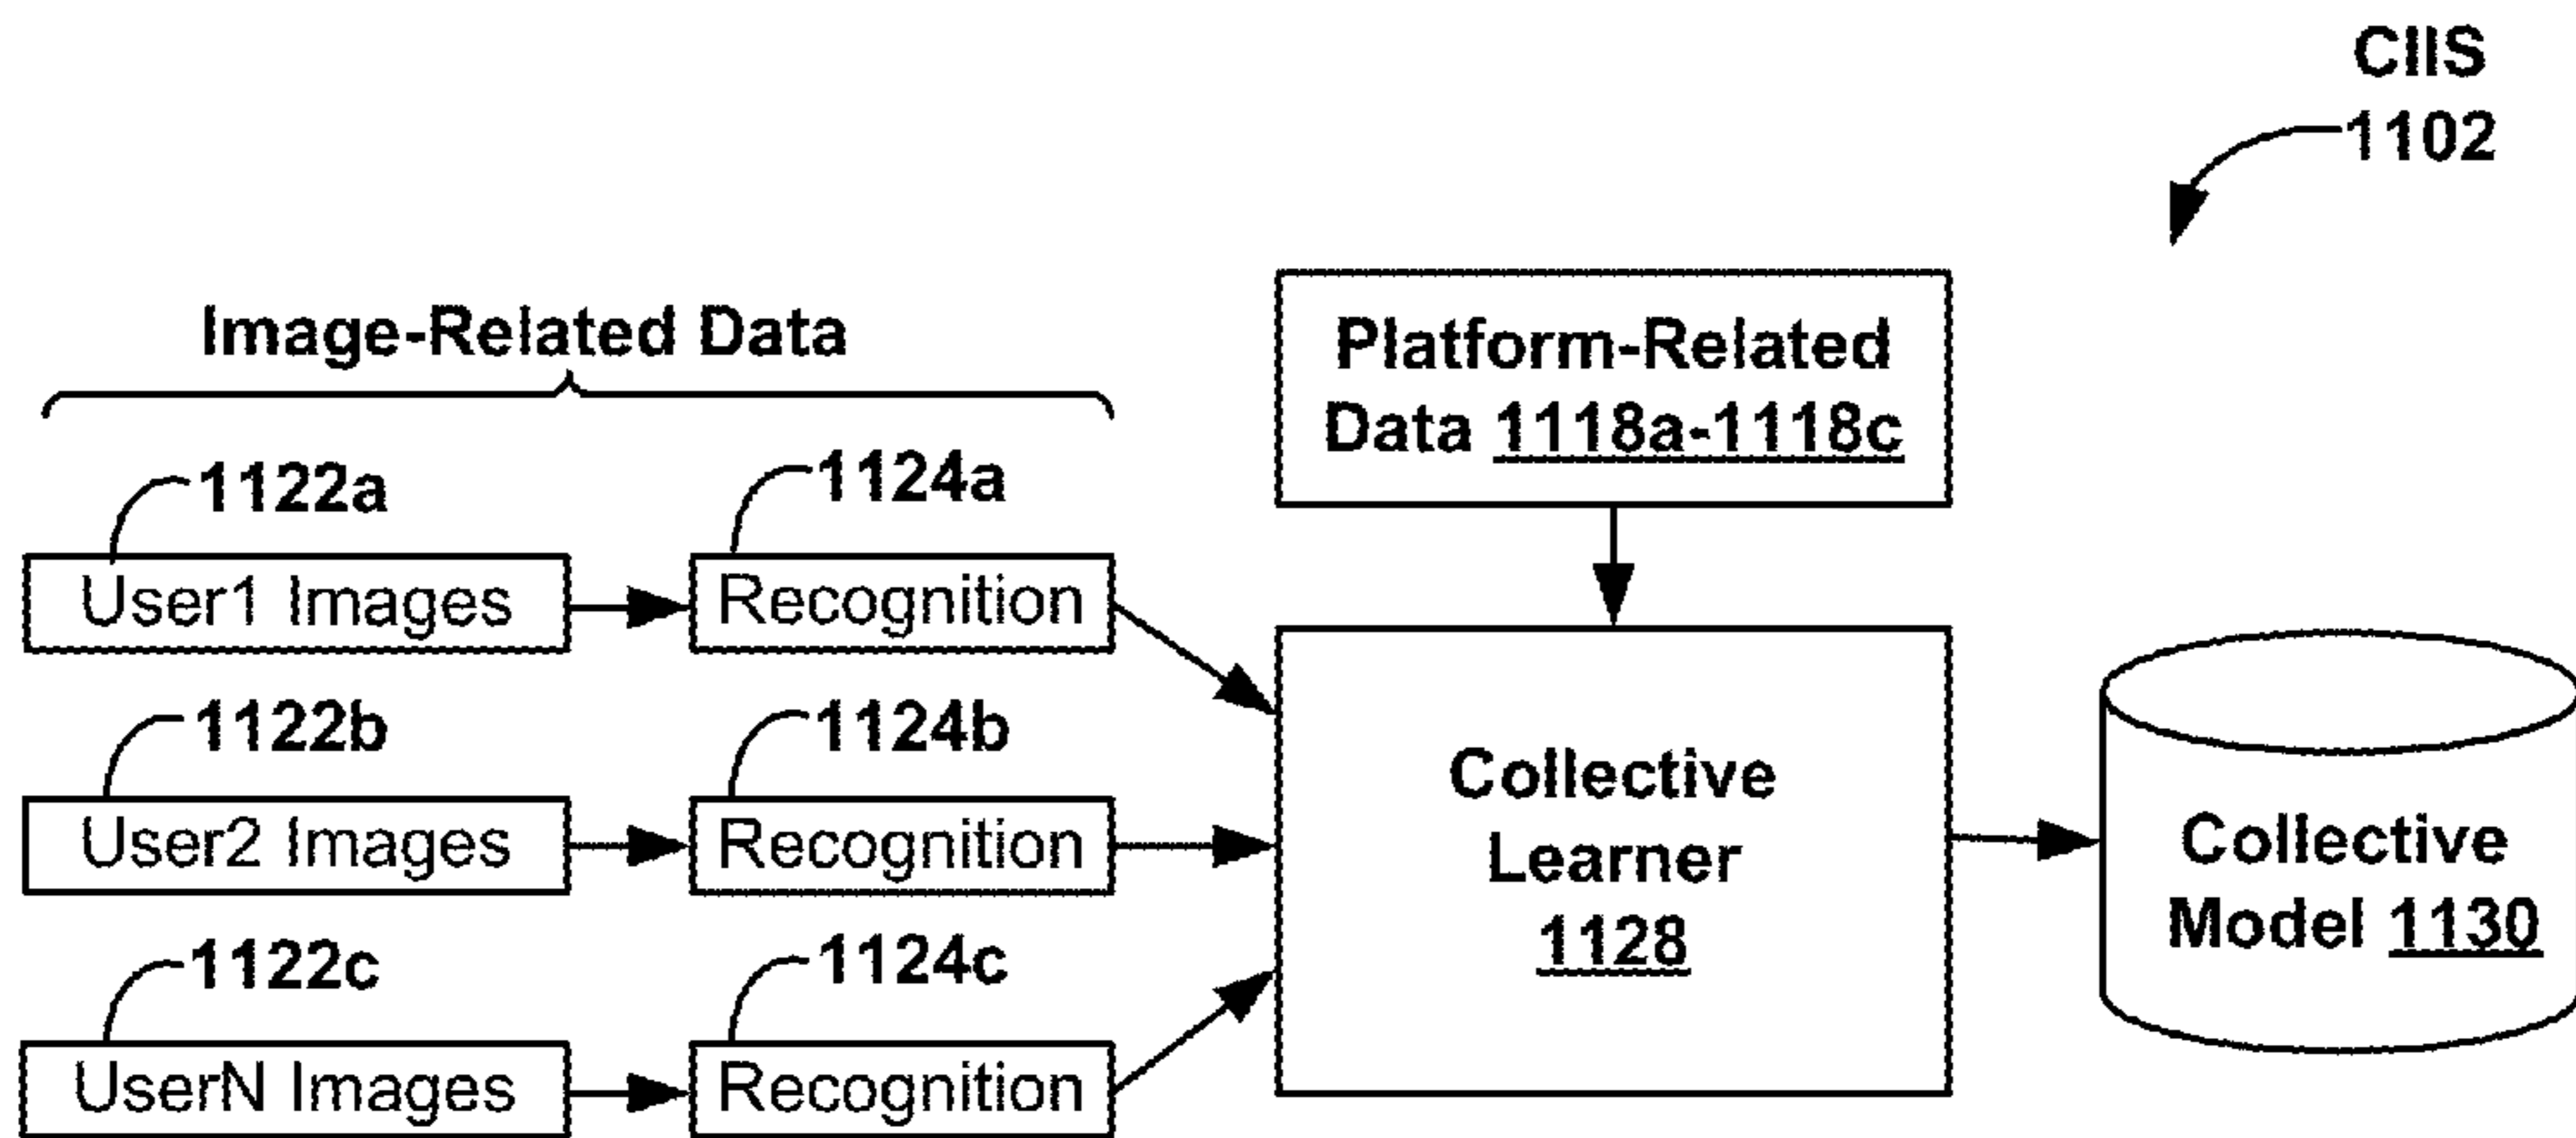 CIIS
1102
Image-Related Data
Platform-Related
Data 1118a-1118c
1122a
1124a
User1 Images
Recognition
1122b
1124b
User2 Images
Recognition
Collective
Learner
1128
Collective
Model 1130
1122c
1124c
UserN Images
Recognition